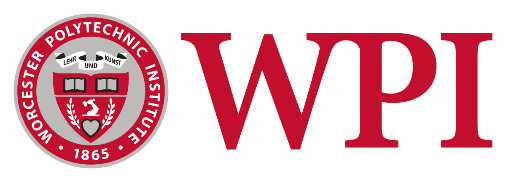 WORCESTER POLYTECHNIC INSTITUTE
LEHR UND KUNST
• 1865 •
WPI